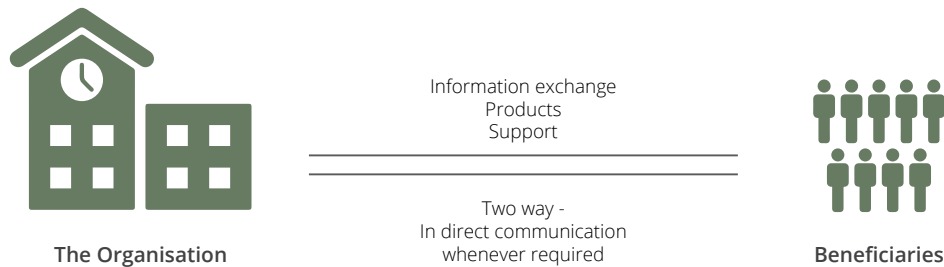 Information exchange
Products
Support
Two way -
In direct communication
whenever required
The Organisation
Beneficiaries